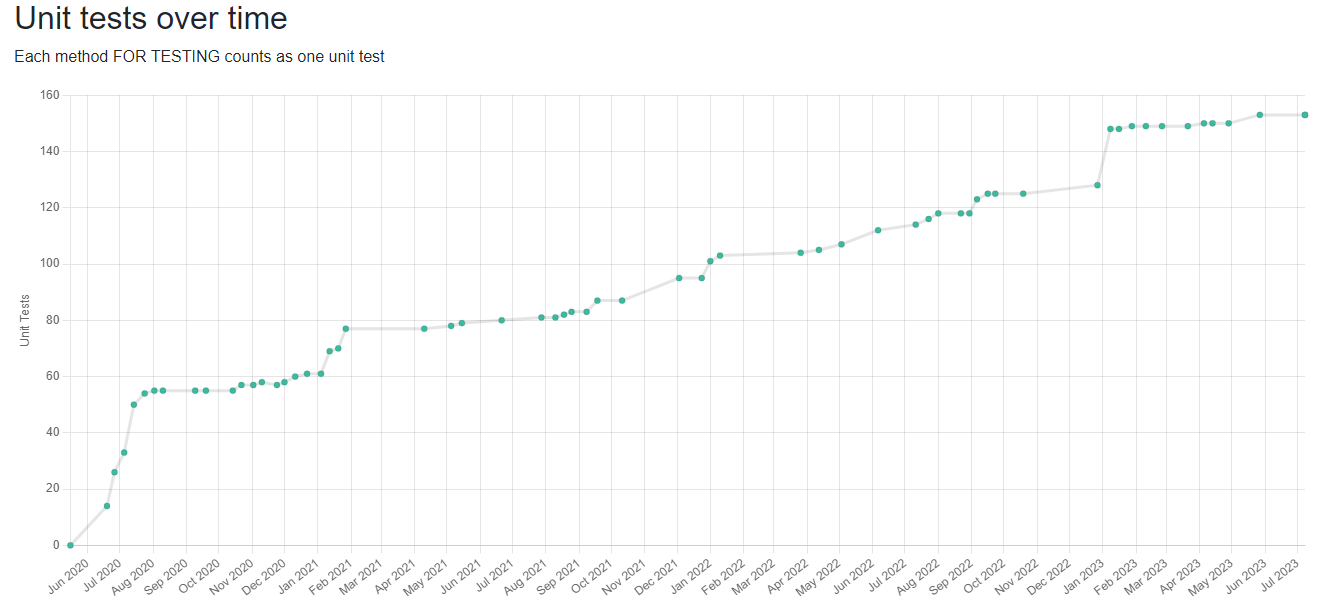 Unit tests over time
Each method FOR TESTING counts as one unit test
160
140
120
100
80
60
40
20
0
Unit Tests
Jun 2020
Jul 2020
Aug 2020
Sep 2020
Oct 2020
Nov 2020
Dec 2020
Jan 2021
Feb 2021
Mar 2021
Apr 2021
May 2021
Jun 2021
Jul 2021
Aug 2021
Sep 2021
Oct 2021
Nov 2021
Dec 2021
Jan 2022
Feb 2022
Mar 2022
Apr 2022
May 2022
Jun 2022
Jul 2022
Aug 2022
Sep 2022
Oct 2022
Nov 2022
Dec 2022
Jan 2023
Feb 2023
Mar 2023
Apr 2023
May 2023
Jun 2023
Jul 2023